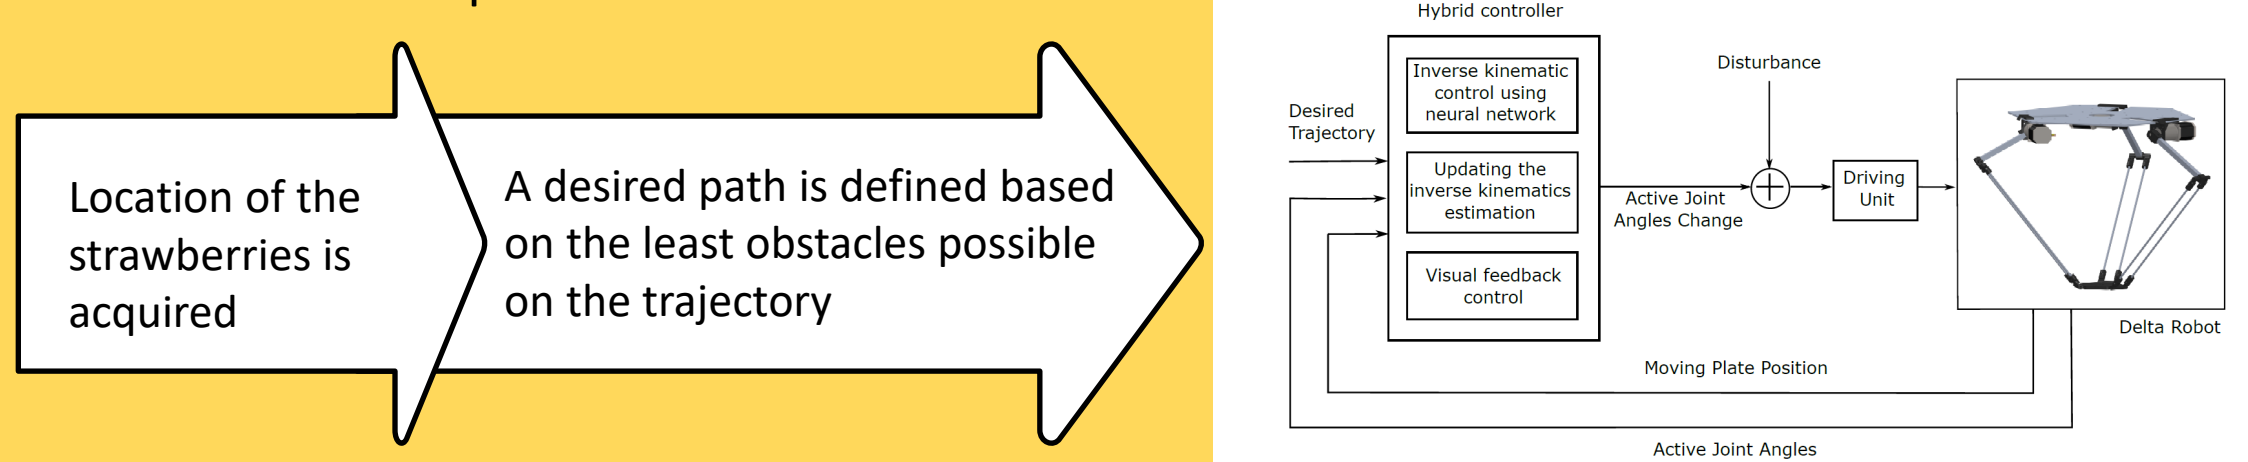 Location of the
strawberries is
acquired
A desired path is defined based
on the least obstacles possible
on the trajectory
Hybrid controller
Inverse kinematic
control using
neural network
Desired
Trajectory
Updating the
inverse kinematics
estimation
Visual feedback
control
Active Joint
Angles Change
Disturbance
Driving
Unit
Delta Robot
Moving Plate Position
Active Joint Angles